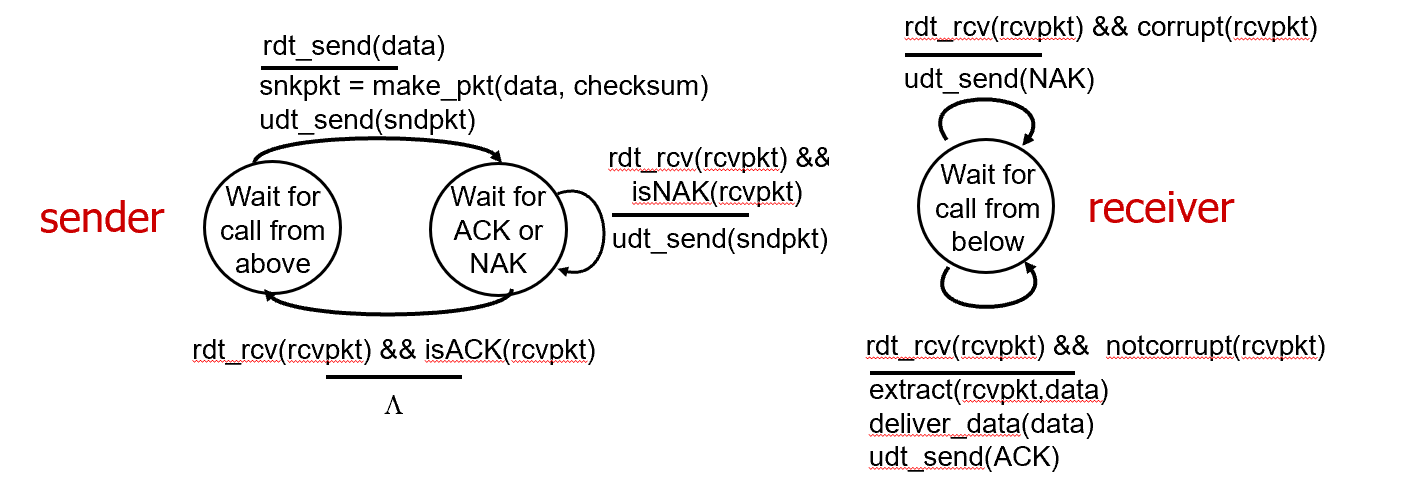 rdt_send(data)
snkpkt = make_pkt(data, checksum)
udt_send(sndpkt)
sender
Wait for
call from
above
Wait for
ACK or
NAK
rdt_rcv(rcvpkt) &&
isNAK(rcvpkt)
udt_send(sndpkt)
rdt_rcv(rcvpkt) && isACK(rcvpkt)
Λ
rdt_rcv(rcvpkt) && corrupt(rcvpkt)
udt_send(NAK)
Wait for
call from
below
receiver
rdt_rcv(rcvpkt) && notcorrupt(rcvpkt)
extract(rcvpkt,data)
deliver_data(data)
udt_send(ACK)